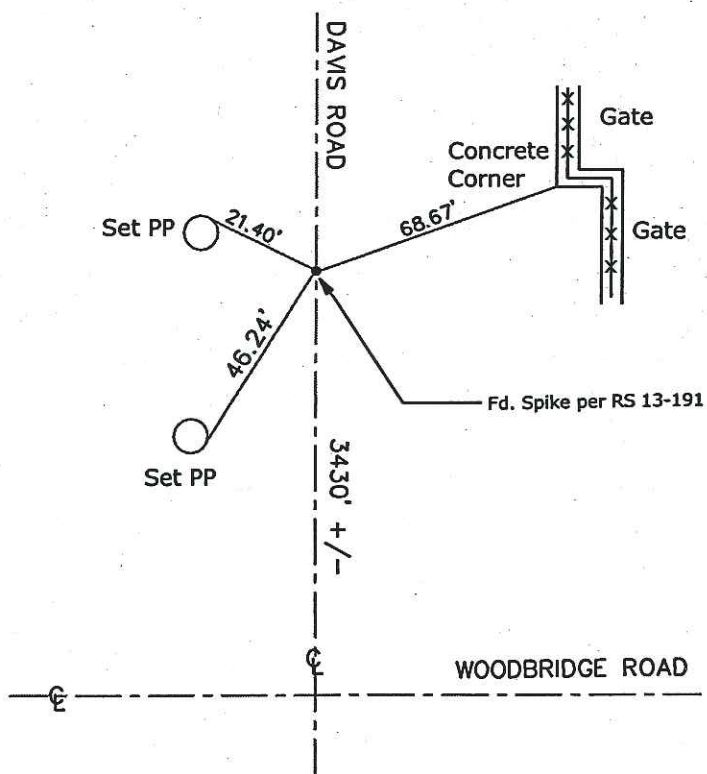 DAVIS ROAD
Gate
Concrete
Corner
68.67'
21.40'
Set PP
Gate
46.24'
Fd. Spike per RS 13-191
Set PP
3430' +/-
℄
WOODBRIDGE ROAD
℄